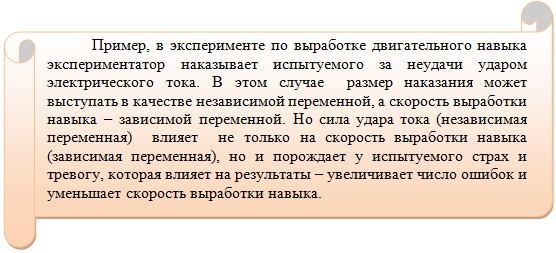 Пример, в эксперименте по выработке двигательного навыка
экспериментатор наказывает испытуемого за неудачи ударом
электрического тока. В этом случае размер наказания может
выступать в качестве независимой переменной, а скорость выработки
навыка – зависимой переменной. Но сила удара тока (независимая
переменная) влияет не только на скорость выработки навыка
(зависимая переменная), но и порождает у испытуемого страх и
тревогу, которая влияет на результаты – увеличивает число ошибок и
уменьшает скорость выработки навыка.